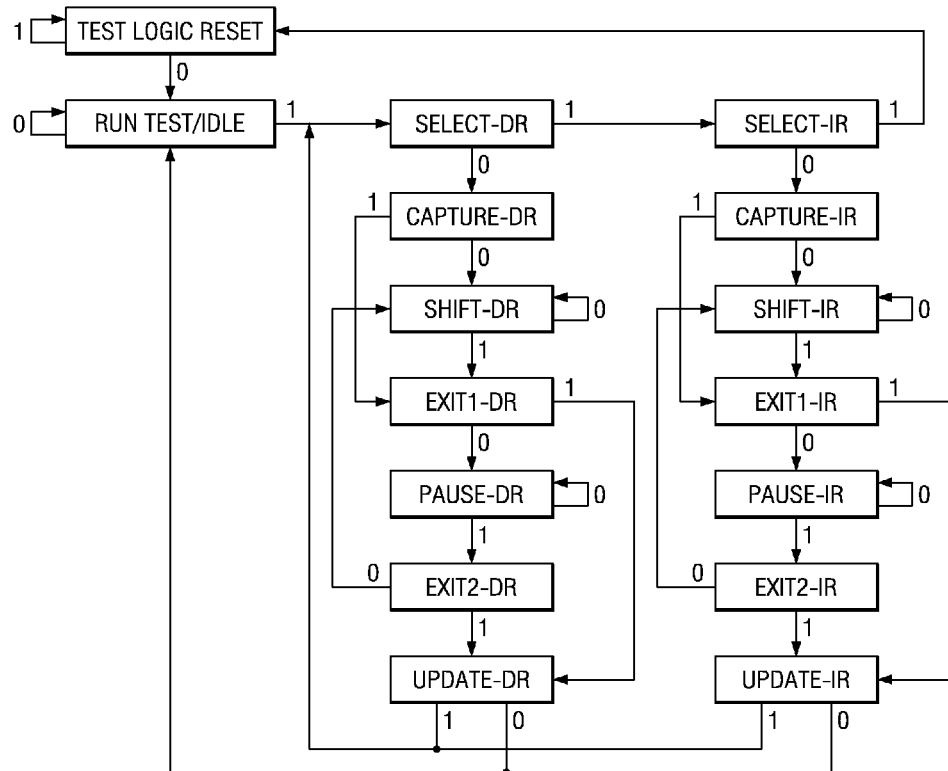 1
TEST LOGIC RESET
0
0
RUN TEST/IDLE
1
SELECT-DR
1
SELECT-IR
1
0
0
1
CAPTURE-DR
1
CAPTURE-IR
0
0
SHIFT-DR
0
SHIFT-IR
0
1
1
EXIT1-DR
1
EXIT1-IR
1
0
0
PAUSE-DR
0
PAUSE-IR
0
1
1
0
EXIT2-DR
0
EXIT2-IR
1
1
UPDATE-DR
UPDATE-IR
1
0
1
0